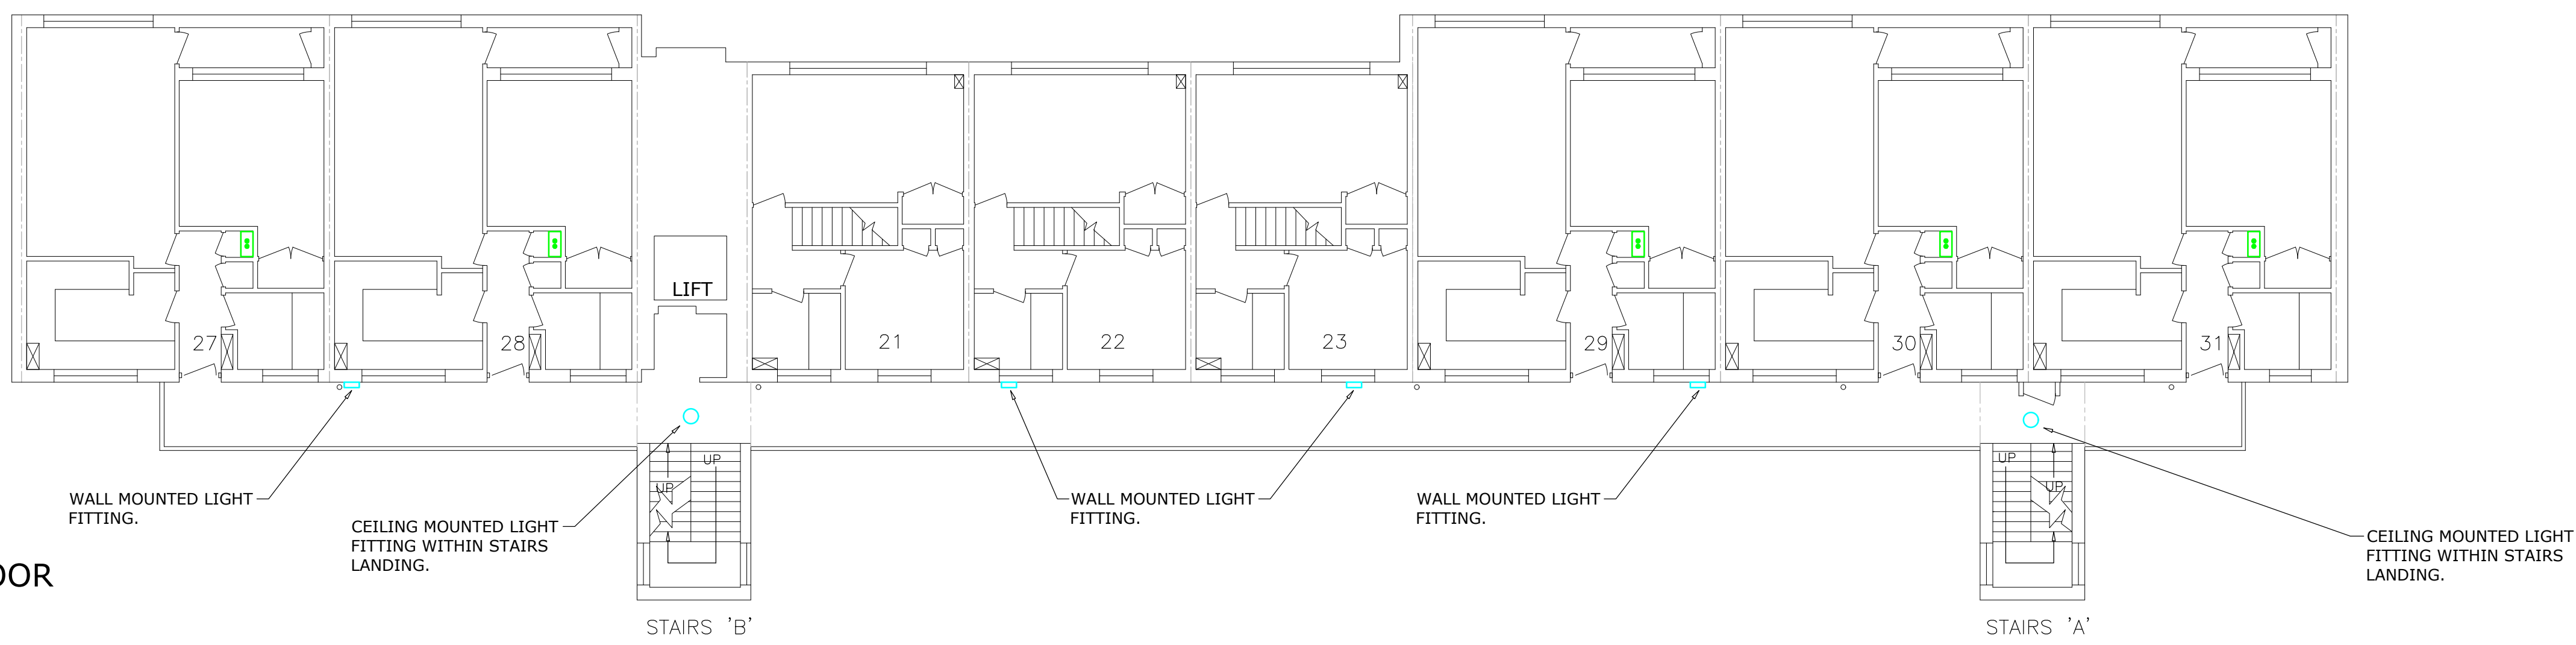 LIFT
27
28
21
22
23
29
30
31
UP
UP
UP
UP
WALL MOUNTED LIGHT
FITTING.
CEILING MOUNTED LIGHT
FITTING WITHIN STAIRS
LANDING.
WALL MOUNTED LIGHT
FITTING.
WALL MOUNTED LIGHT
FITTING.
CEILING MOUNTED LIGHT
FITTING WITHIN STAIRS
LANDING.
OOR
STAIRS 'B'
STAIRS 'A'